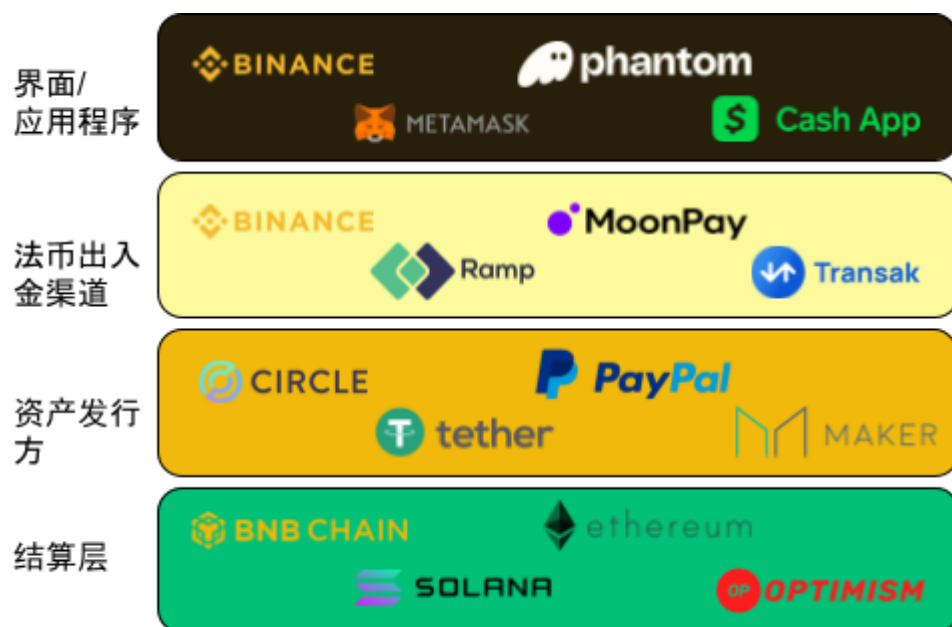 界面/
应用程序
BINANCE
phantom
METAMASK
Cash App
法币出入
金渠道
BINANCE
MoonPay
Ramp
Transak
资产发行
方
CIRCLE
PayPal
tether
MAKER
结算层
BNB CHAIN
ethereum
SOLANA
OP OPTIMISM